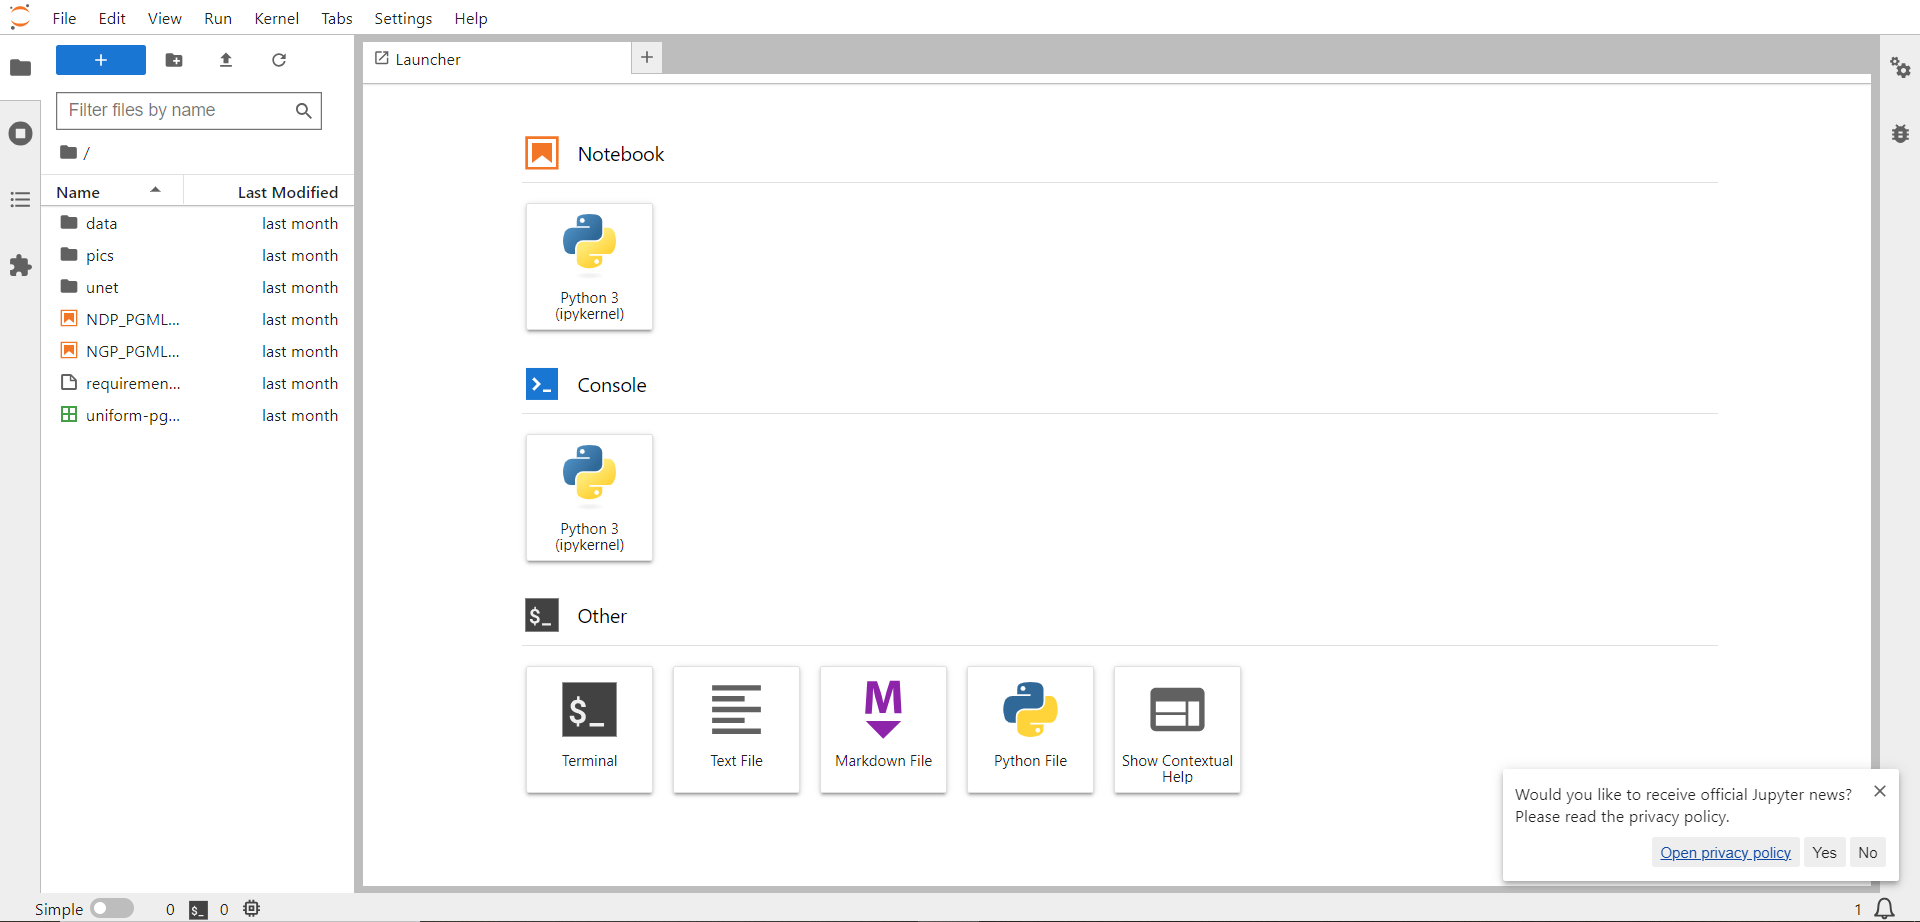 File Edit View Run Kernel Tabs Settings Help
Launcher
Filter files by name
/
Name Last Modified
data last month
pics last month
unet last month
NDP_PGML... last month
NGP_PGML... last month
requiremen... last month
uniform-pg... last month
Notebook
Python 3
(ipykernel)
Console
Python 3
(ipykernel)
$_ Other
$_
Terminal
Text File
M
Markdown File
Python File
Show Contextual
Help
Would you like to receive official Jupyter news?
Please read the privacy policy.
Open privacy policy Yes No
Simple 0 $_ 0 1